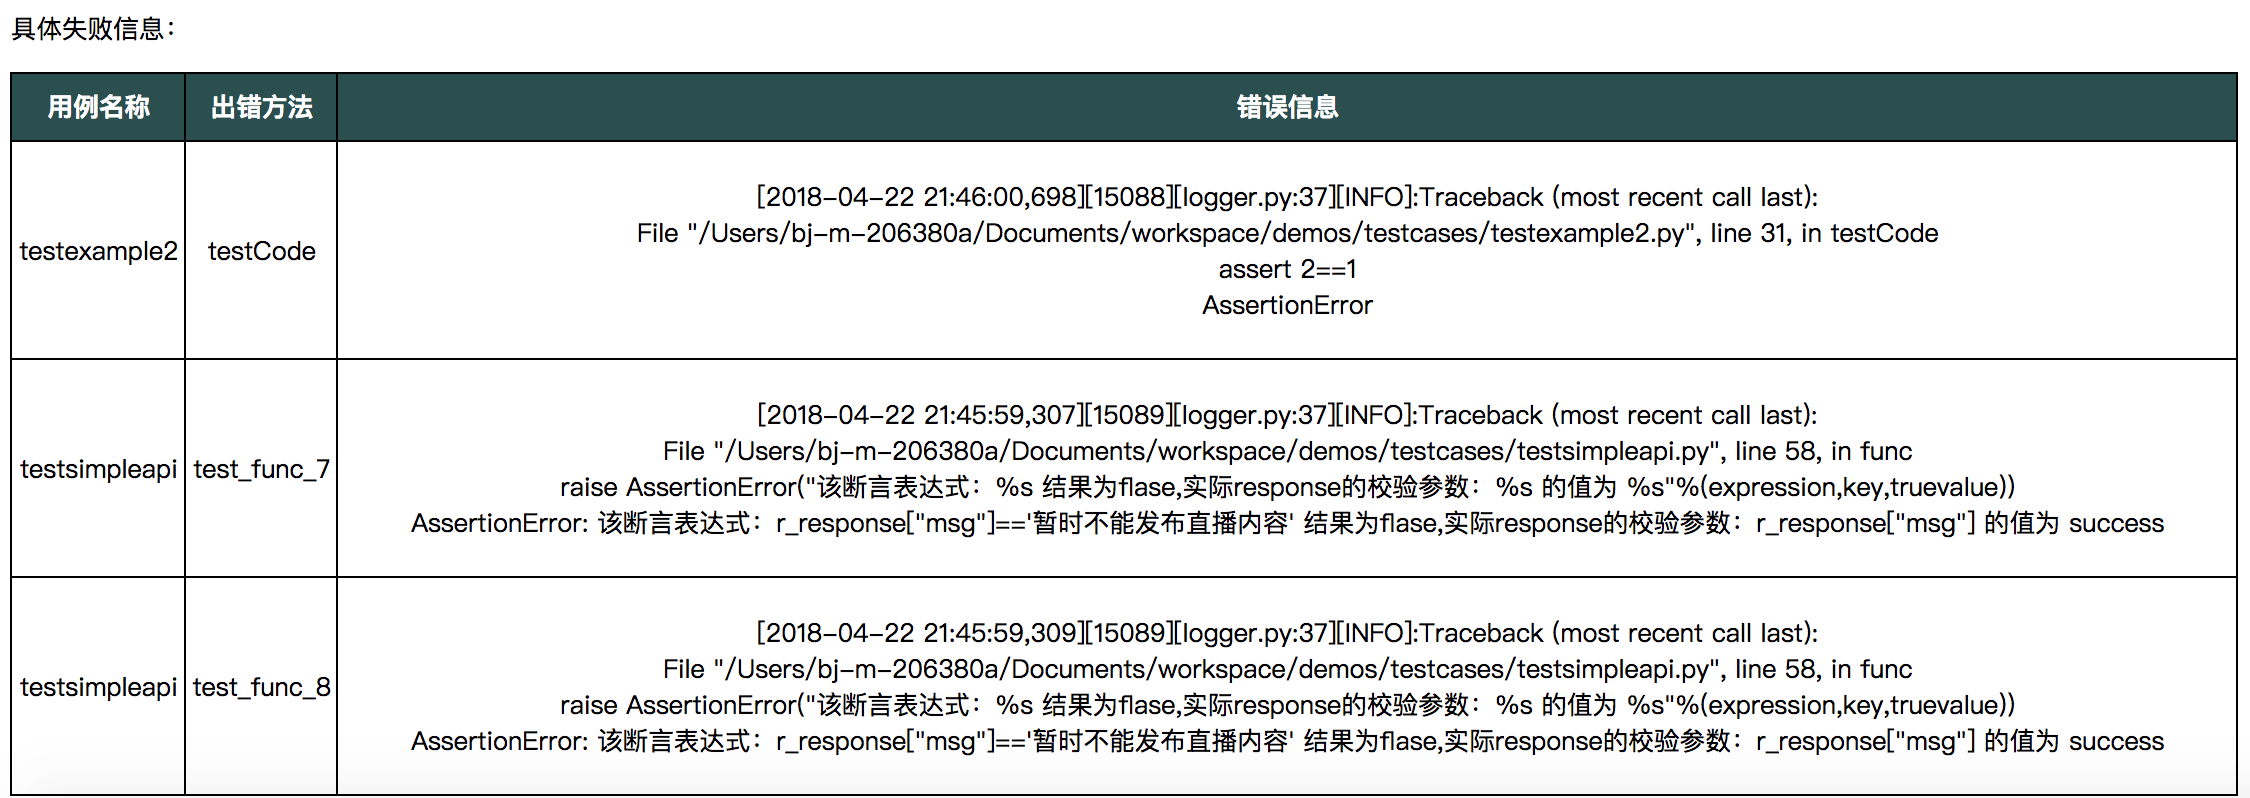 具体失败信息：
用例名称 出错方法 错误信息
testexample2 testCode
[2018-04-22 21:46:00,698][15088][logger.py:37][INFO]:Traceback (most recent call last):
File "/Users/bj-m-206380a/Documents/workspace/demos/testcases/testexample2.py", line 31, in testCode
assert 2==1
AssertionError
testsimpleapi test_func_7
[2018-04-22 21:45:59,307][15089][logger.py:37][INFO]:Traceback (most recent call last):
File "/Users/bj-m-206380a/Documents/workspace/demos/testcases/testsimpleapi.py", line 58, in func
raise AssertionError("该断言表达式：%s 结果为flase,实际response的校验参数：%s 的值为 %s"%(expression,key,truevalue))
AssertionError: 该断言表达式：r_response["msg"]=='暂时不能发布直播内容' 结果为flase,实际response的校验参数：r_response["msg"] 的值为 success
testsimpleapi test_func_8
[2018-04-22 21:45:59,309][15089][logger.py:37][INFO]:Traceback (most recent call last):
File "/Users/bj-m-206380a/Documents/workspace/demos/testcases/testsimpleapi.py", line 58, in func
raise AssertionError("该断言表达式：%s 结果为flase,实际response的校验参数：%s 的值为 %s"%(expression,key,truevalue))
AssertionError: 该断言表达式：r_response["msg"]=='暂时不能发布直播内容' 结果为flase,实际response的校验参数：r_response["msg"] 的值为 success